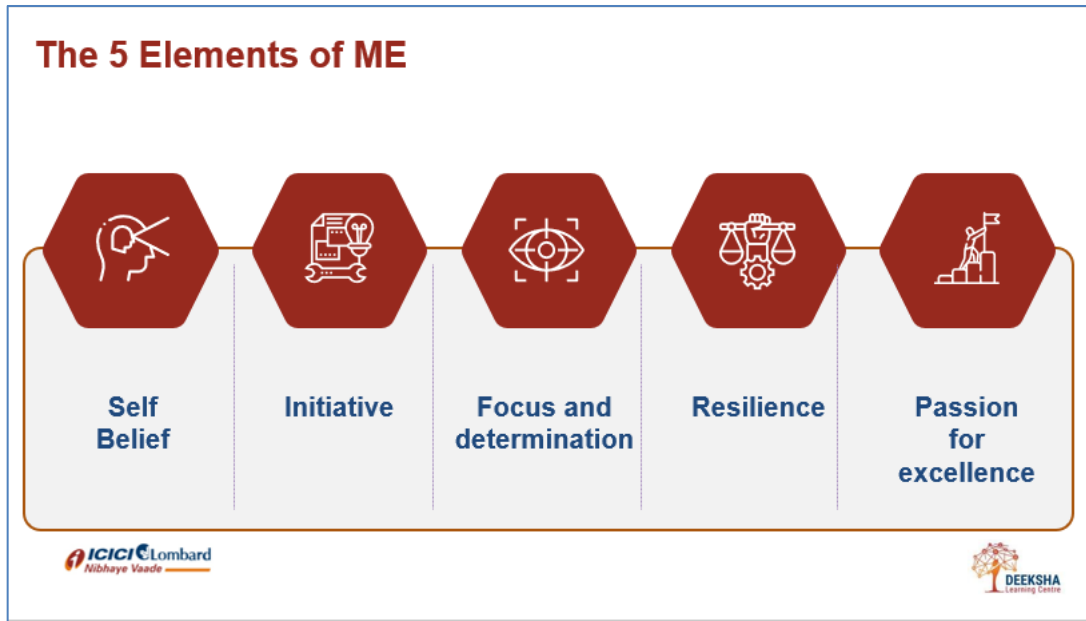 The 5 Elements of ME
Self
Belief
Initiative
Focus and
determination
Resilience
Passion
for
excellence
ICICI Lombard
Nibhaye Vaade
DEEKSHA
Learning Centre